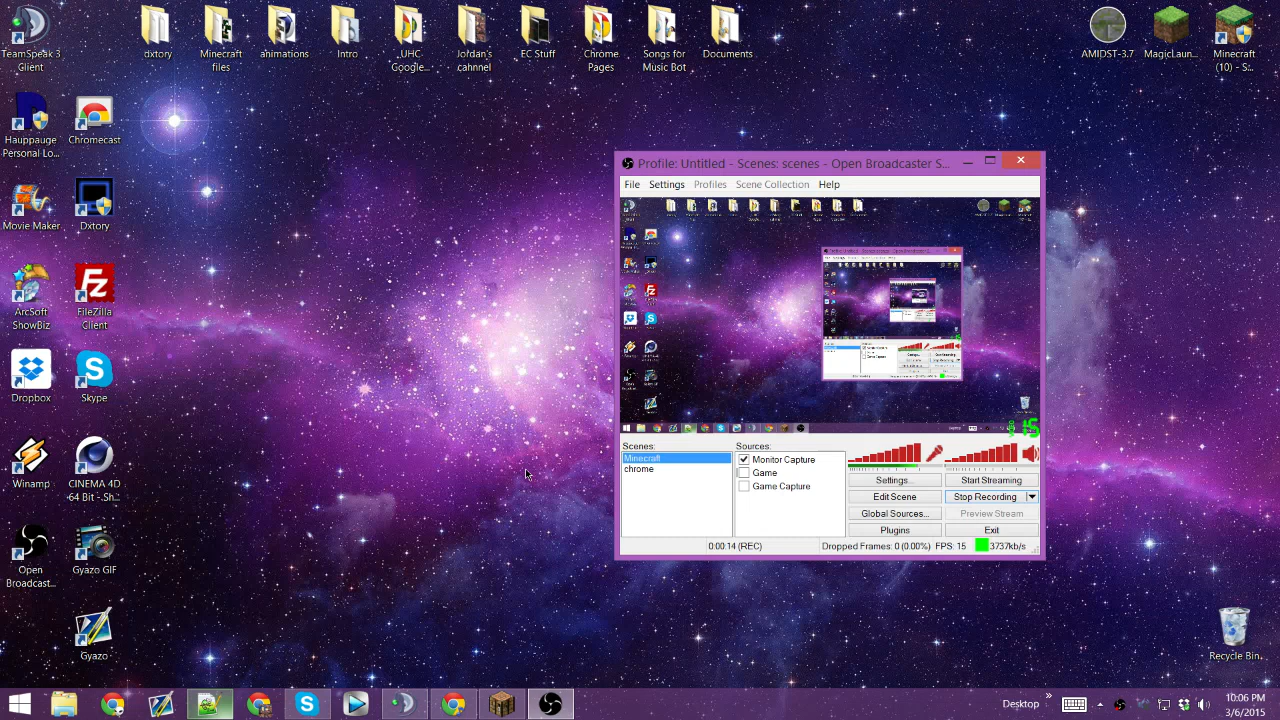 TeamSpeak 3
Client
dxtory
Minecraft
files
animations
Intro
UHC
Google...
Jordan's
cahnnel
EC Stuff
Chrome
Pages
Songs for
Music Bot
Documents
AMIDST-3.7
MagicLaun...
Minecraft
(10) - S...
Hauppauge
Personal Lo...
Chromecast
Movie Maker
Dxtory
ArcSoft
ShowBiz
FileZilla
Client
Dropbox
Skype
Winamp
CINEMA 4D
64 Bit -.Sh...
Open
Broadcast...
Gyazo GIF
Gyazo
Recycle Bin
Profile: Untitled - Scenes: scenes - Open Broadcaster S...
File Settings Profiles Scene Collection Help
15
Scenes:
Minecraft
chrome
Sources:
Monitor Capture
Game
Game Capture
Settings...
Start Streaming
Edit Scene
Stop Recording
Global Sources...
Preview Stream
Plugins
Exit
0:00:14 (REC)
Dropped Frames: 0 (0.00%) FPS: 15
3737kb/s
Desktop
10:06 PM
3/6/2015